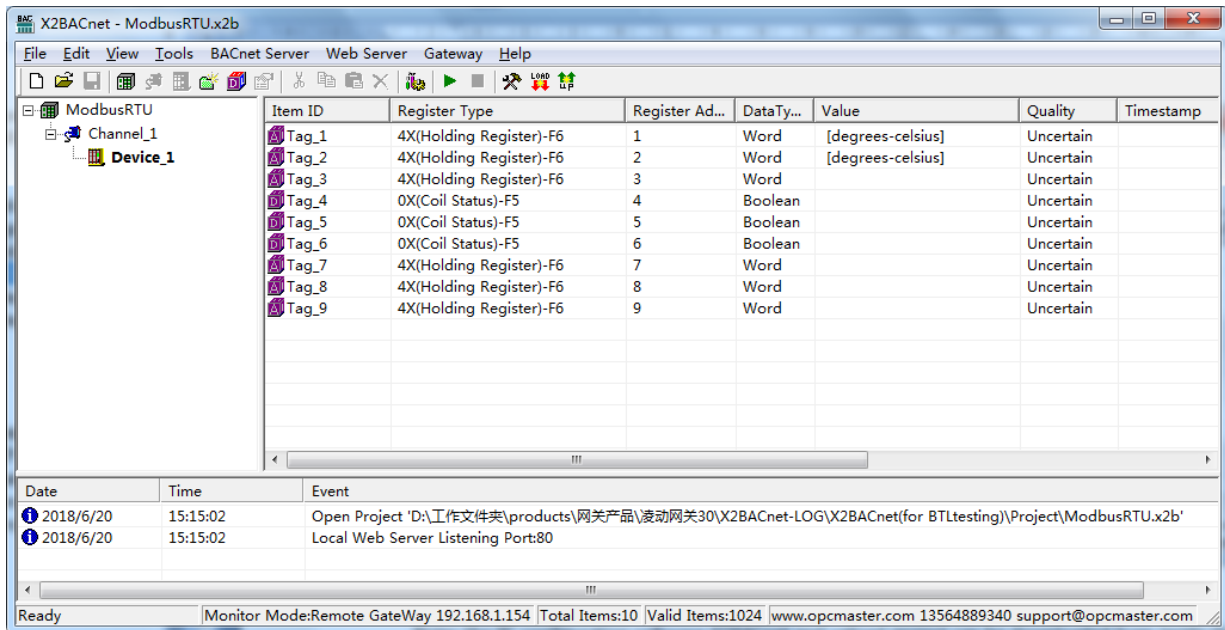 X2BACnet - ModbusRTU.x2b
File Edit View Tools BACnet Server Web Server Gateway Help
ModbusRTU
Channel_1
Device_1
Item ID Register Type Register Ad... DataTy... Value Quality Timestamp
Tag_1 4X(Holding Register)-F6 1 Word [degrees-celsius] Uncertain
Tag_2 4X(Holding Register)-F6 2 Word [degrees-celsius] Uncertain
Tag_3 4X(Holding Register)-F6 3 Word Uncertain
Tag_4 0X(Coil Status)-F5 4 Boolean Uncertain
Tag_5 0X(Coil Status)-F5 5 Boolean Uncertain
Tag_6 0X(Coil Status)-F5 6 Boolean Uncertain
Tag_7 4X(Holding Register)-F6 7 Word Uncertain
Tag_8 4X(Holding Register)-F6 8 Word Uncertain
Tag_9 4X(Holding Register)-F6 9 Word Uncertain
Date Time Event
2018/6/20 15:15:02 Open Project 'D:\工作文件夹\products\网关产品\凌动网关30\X2BACnet-LOG\X2BACnet(for BTLtesting)\Project\ModbusRTU.x2b'
2018/6/20 15:15:02 Local Web Server Listening Port:80
Ready Monitor Mode:Remote GateWay 192.168.1.154 Total Items:10 Valid Items:1024 www.opcmaster.com 13564889340 support@opcmaster.com